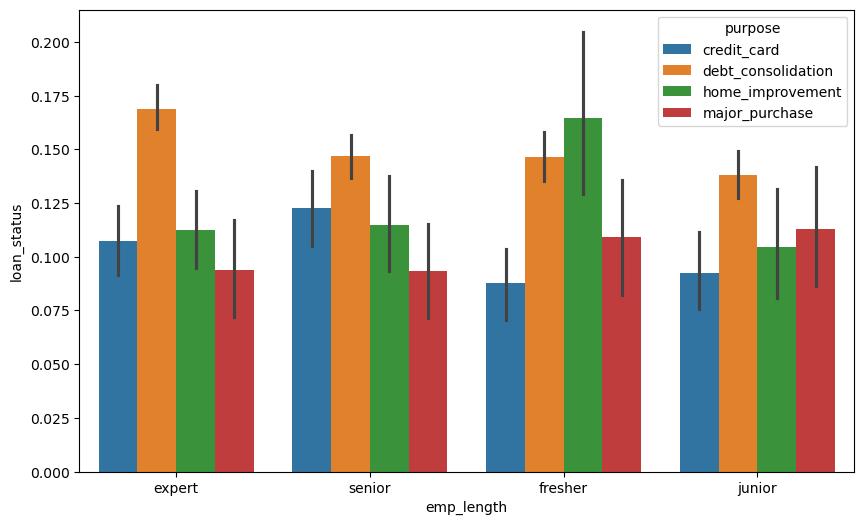 purpose
credit_card
debt_consolidation
home_improvement
major_purchase
loan_status
0.200
0.175
0.150
0.125
0.100
0.075
0.050
0.025
0.000
expert senior fresher junior
emp_length